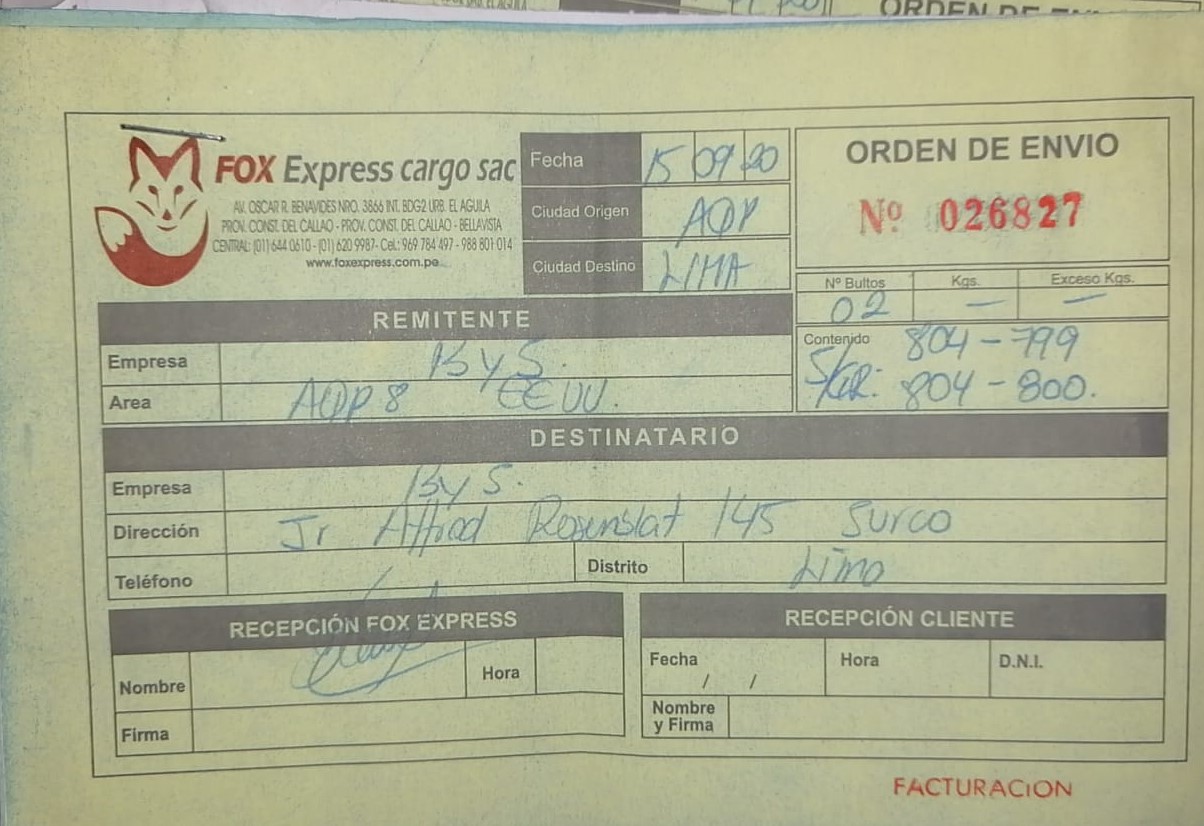 ORDEN DE
FOX Express cargo sac
AV. OSCAR R. BENAVIDES NRO. 3866 INT. BDG2 URB. EL AGUILA
PROV. CONST. DEL CALLAO - PROV. CONST. DEL CALLAO - BELLAVISTA
CENTRAL: (01) 644 0610 - (01) 620 9987- Cel.: 969 784 497 - 988 801 014
www.foxexpress.com.pe
Fecha 15 09 20
Ciudad Origen AQP
Ciudad Destino LIMA
ORDEN DE ENVIO
Nº 026827
Nº Bultos Kgs. Exceso Kgs.
02 — —
Contenido 804 - 799
804 - 800.
REMITENTE
Empresa ByS.
Area AQP 8 EEUU.
DESTINATARIO
Empresa ByS.
Dirección Jr Alfred Rosenblat 145 Surco
Teléfono Distrito Lima
RECEPCIÓN FOX EXPRESS
Nombre Hora
Firma
RECEPCIÓN CLIENTE
Fecha / / Hora D.N.I.
Nombre
y Firma
FACTURACION